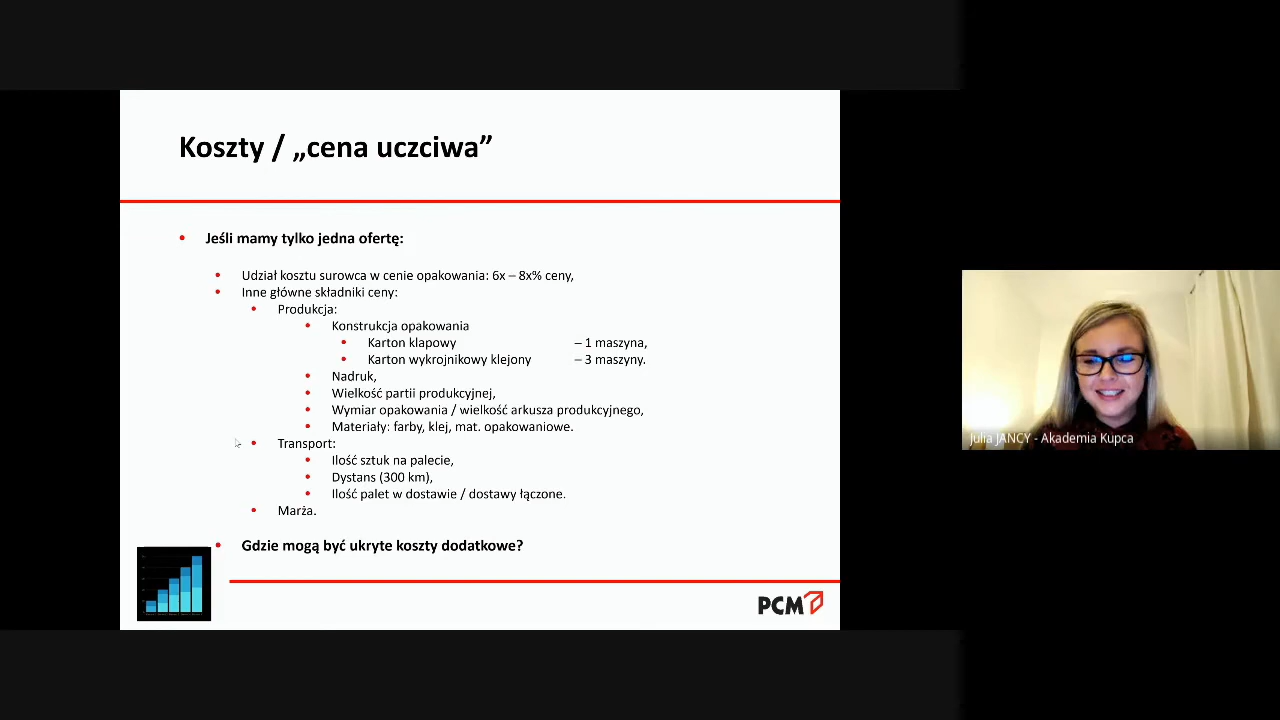 Koszty / „cena uczciwa”
• Jeśli mamy tylko jedna ofertę:
• Udział kosztu surowca w cenie opakowania: 6x – 8x% ceny,
• Inne główne składniki ceny:
• Produkcja:
• Konstrukcja opakowania
• Karton klapowy – 1 maszyna,
• Karton wykrojnikowy klejony – 3 maszyny.
• Nadruk,
• Wielkość partii produkcyjnej,
• Wymiar opakowania / wielkość arkusza produkcyjnego,
• Materiały: farby, klej, mat. opakowaniowe.
• Transport:
• Ilość sztuk na palecie,
• Dystans (300 km),
• Ilość palet w dostawie / dostawy łączone.
• Marża.
• Gdzie mogą być ukryte koszty dodatkowe?
PCM
Julia JANCY - Akademia Kupca